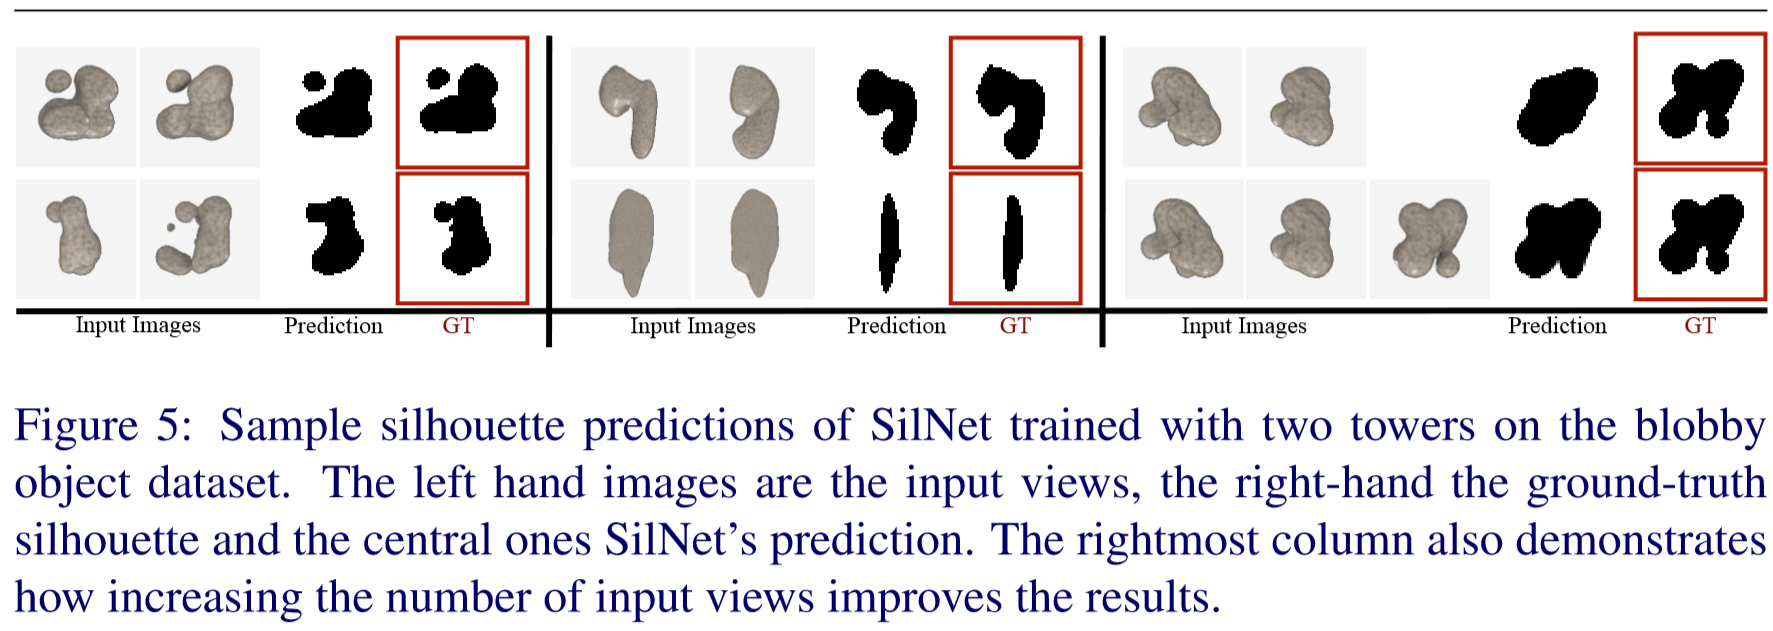 Input Images Prediction GT Input Images Prediction GT Input Images Prediction GT
Figure 5: Sample silhouette predictions of SilNet trained with two towers on the blobby
object dataset. The left hand images are the input views, the right-hand the ground-truth
silhouette and the central ones SilNet's prediction. The rightmost column also demonstrates
how increasing the number of input views improves the results.